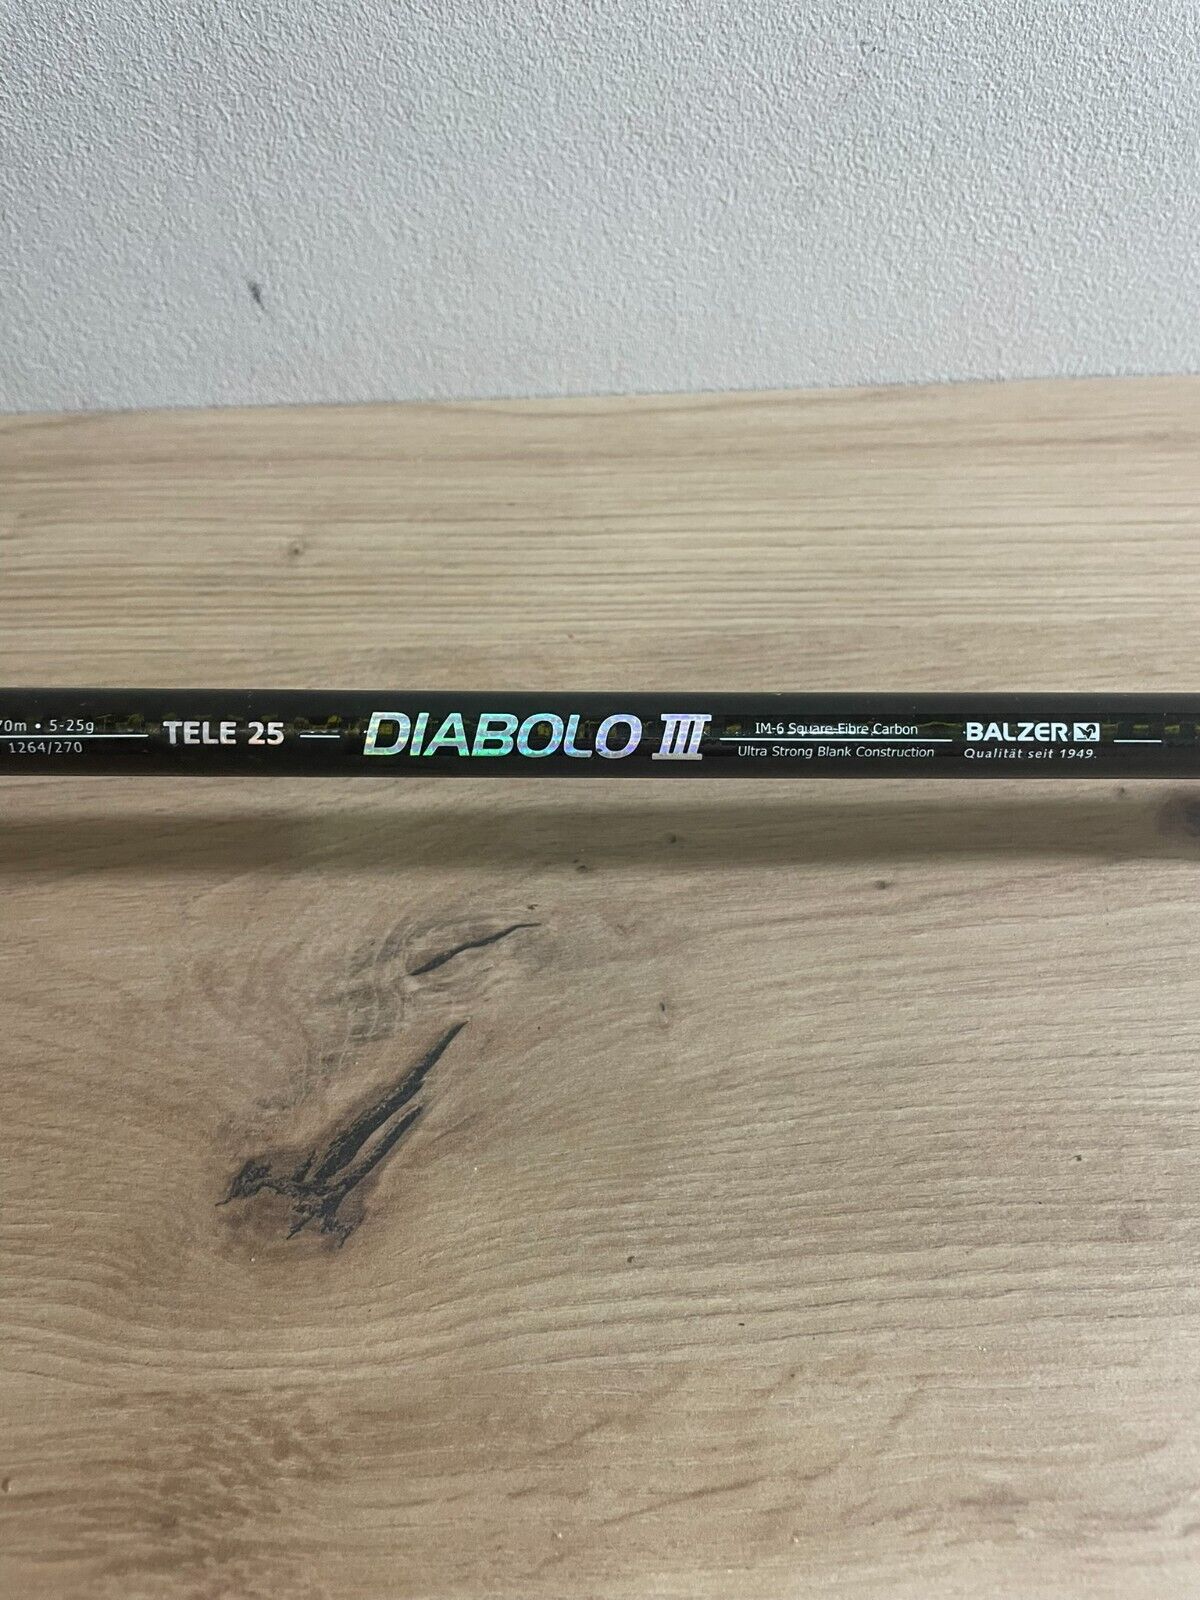 70m • 5-25g
1264/270
TELE 25
DIABOLO III
IM-6 Square-Fibre Carbon
Ultra Strong Blank Construction
BALZER
Qualität seit 1949.